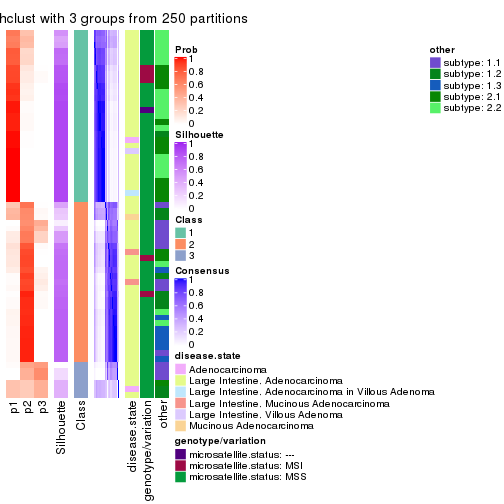 hclust with 3 groups from 250 partitions
Prob
1
0.8
0.6
0.4
0.2
0
Silhouette
1
0.8
0.6
0.4
0.2
0
Class
1
2
3
Consensus
1
0.8
0.6
0.4
0.2
0
disease.state
Adenocarcinoma
Large Intestine. Adenocarcinoma
Large Intestine. Adenocarcinoma in Villous Adenoma
Large Intestine. Mucinous Adenocarcinoma
Large Intestine. Villous Adenoma
Mucinous Adenocarcinoma
genotype/variation
microsatellite.status: ---
microsatellite.status: MSI
microsatellite.status: MSS
other
subtype: 1.1
subtype: 1.2
subtype: 1.3
subtype: 2.1
subtype: 2.2
p1
p2
p3
Silhouette
Class
disease.state
genotype/variation
other